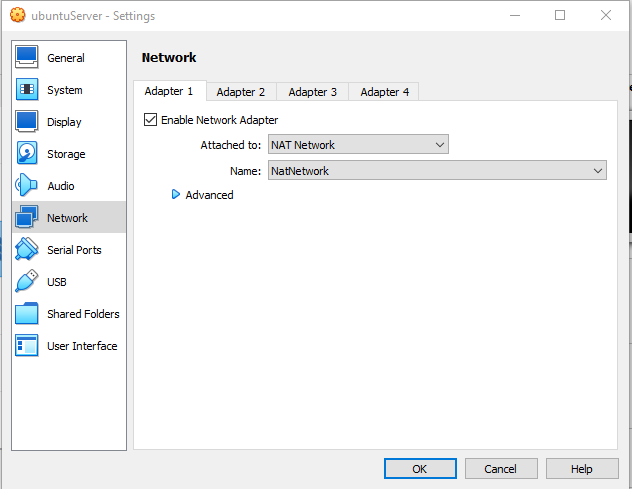 ubuntuServer - Settings
General
System
Display
Storage
Audio
Network
Serial Ports
USB
Shared Folders
User Interface
Network
Adapter 1 Adapter 2 Adapter 3 Adapter 4
Enable Network Adapter
Attached to: NAT Network
Name: NatNetwork
Advanced
OK Cancel Help